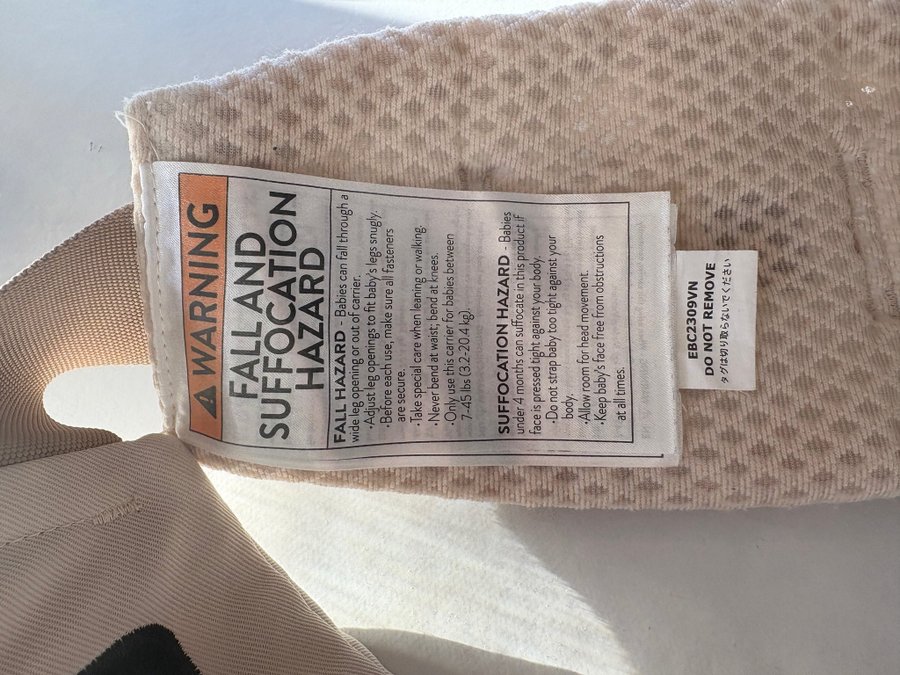 WARNING
FALL AND
SUFFOCATION
HAZARD
FALL HAZARD - Babies can fall through a
wide leg opening or out of carrier.
•Adjust leg openings to fit baby's legs snugly.
•Before each use, make sure all fasteners
are secure.
•Take special care when leaning or walking.
•Never bend at waist; bend at knees.
•Only use this carrier for babies between
7-45 lbs (3.2-20.4 kg).
SUFFOCATION HAZARD - Babies
under 4 months can suffocate in this product if
face is pressed tight against your body.
•Do not strap baby too tight against your
body.
•Allow room for head movement.
•Keep baby's face free from obstructions
at all times.
EBC2309VN
DO NOT REMOVE
タグは切り取らないでください